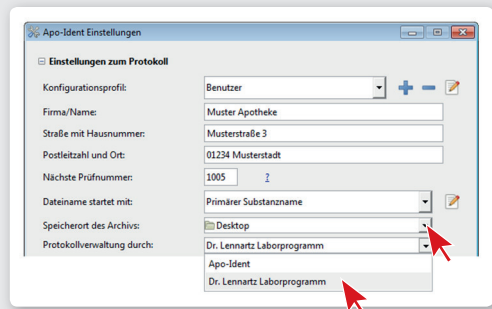 Apo-Ident Einstellungen
Einstellungen zum Protokoll
Konfigurationsprofil: Benutzer
Firma/Name: Muster Apotheke
Straße mit Hausnummer: Musterstraße 3
Postleitzahl und Ort: 01234 Musterstadt
Nächste Prüfnummer: 1005 ?
Dateiname startet mit: Primärer Substanzname
Speicherort des Archivs: Desktop
Protokollverwaltung durch: Dr. Lennartz Laborprogramm
Apo-Ident
Dr. Lennartz Laborprogramm